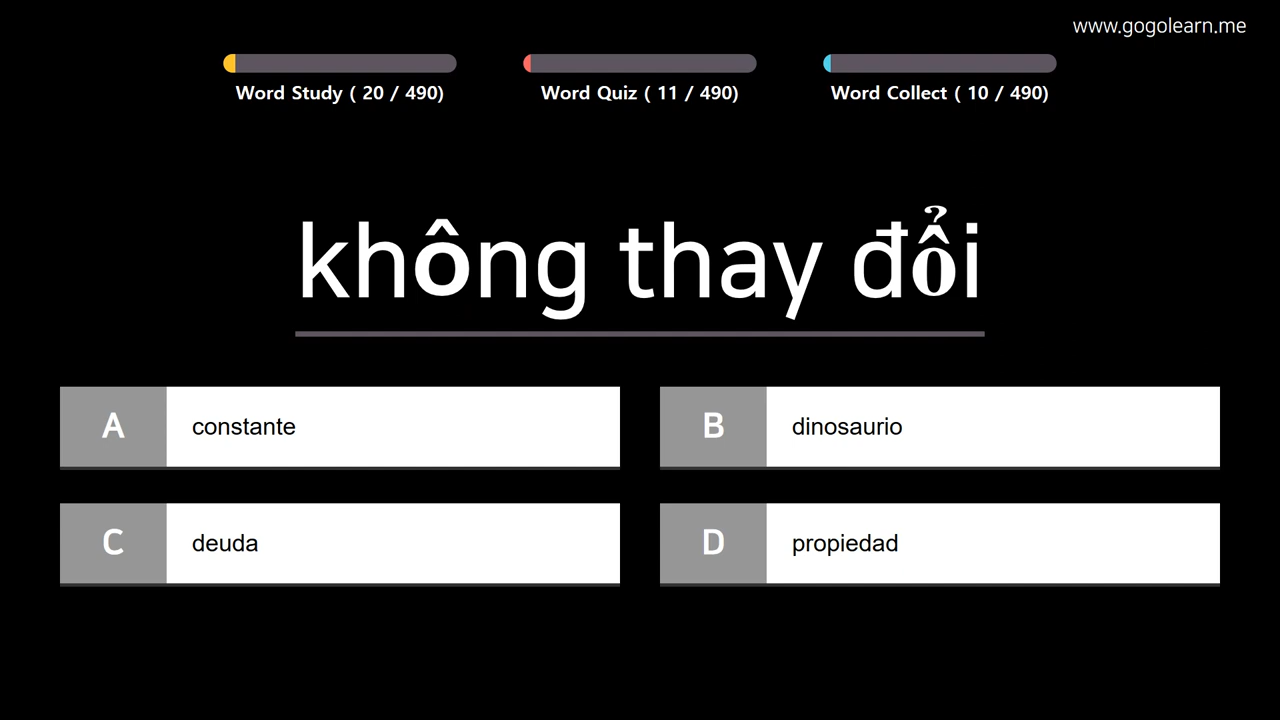 www.gogolearn.me
Word Study ( 20 / 490)
Word Quiz ( 11 / 490)
Word Collect ( 10 / 490)
không thay đổi
A constante
B dinosaurio
C deuda
D propiedad